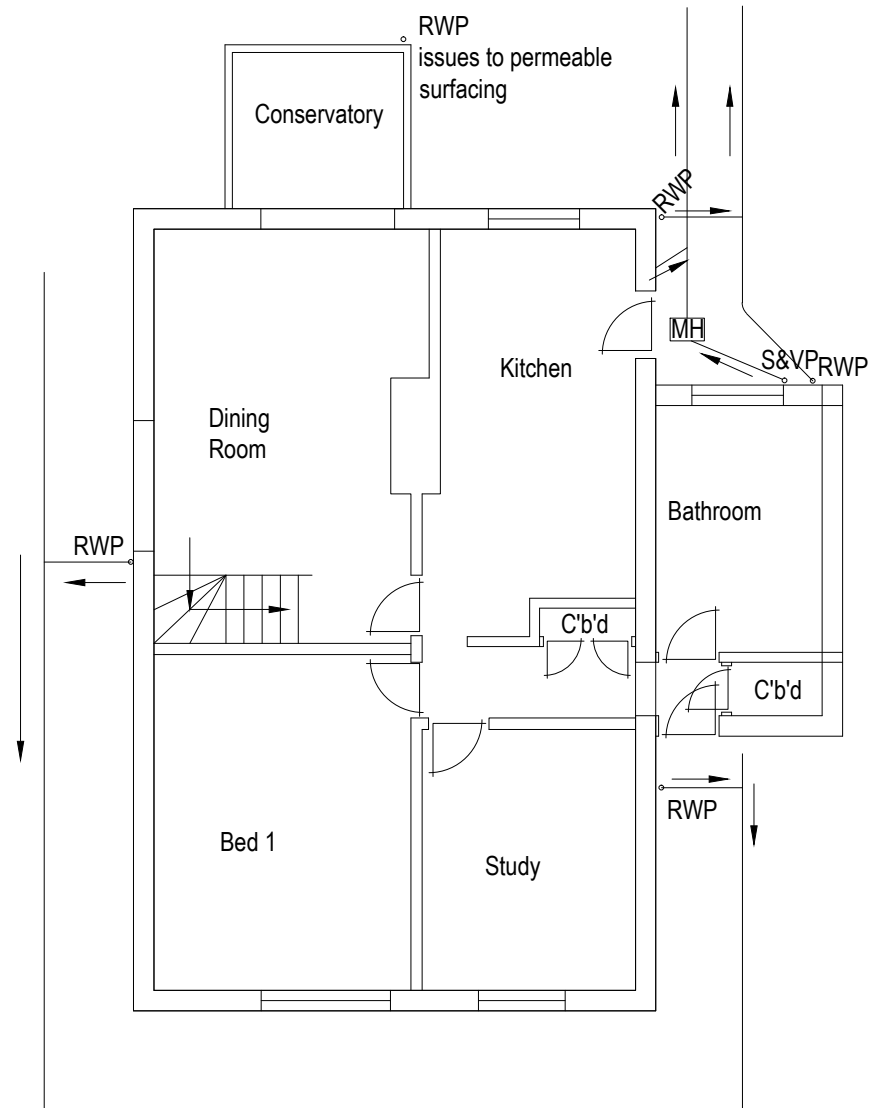 RWP
issues to permeable
surfacing
Conservatory
RWP
MH
S&VP
RWP
Kitchen
Dining
Room
Bathroom
RWP
C'b'd
C'b'd
RWP
Bed 1
Study